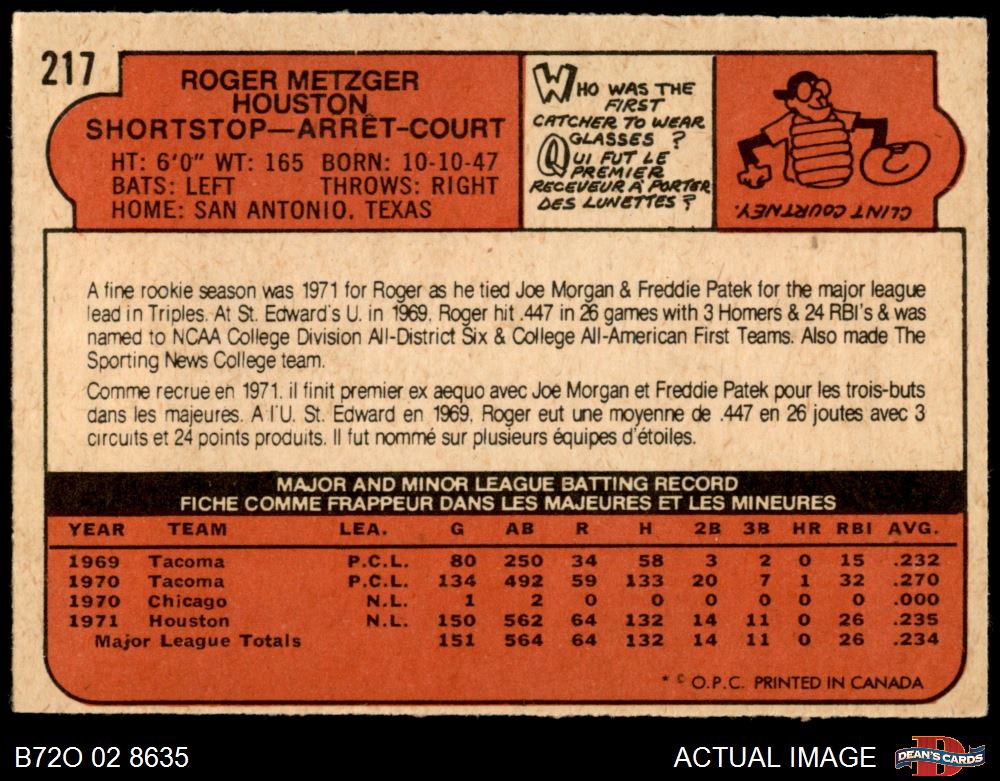 217
ROGER METZGER
HOUSTON
SHORTSTOP—ARRÊT-COURT
HT: 6'0" WT: 165 BORN: 10-10-47
BATS: LEFT THROWS: RIGHT
HOME: SAN ANTONIO, TEXAS
WHO WAS THE
FIRST
CATCHER TO WEAR
GLASSES ?
QUI FUT LE
PREMIER
RECEVEUR À PORTER
DES LUNETTES ?
CLINT COURTNEY.
A fine rookie season was 1971 for Roger as he tied Joe Morgan & Freddie Patek for the major league
lead in Triples. At St. Edward's U. in 1969, Roger hit .447 in 26 games with 3 Homers & 24 RBI's & was
named to NCAA College Division All-District Six & College All-American First Teams. Also made The
Sporting News College team.
Comme recrue en 1971, il finit premier ex aequo avec Joe Morgan et Freddie Patek pour les trois-buts
dans les majeures. A l'U. St. Edward en 1969, Roger eut une moyenne de .447 en 26 joutes avec 3
circuits et 24 points produits. Il fut nommé sur plusieurs équipes d'étoiles.
MAJOR AND MINOR LEAGUE BATTING RECORD
FICHE COMME FRAPPEUR DANS LES MAJEURES ET LES MINEURES
YEAR TEAM LEA. G AB R H 2B 3B HR RBI AVG.
1969 Tacoma P.C.L. 80 250 34 58 3 2 0 15 .232
1970 Tacoma P.C.L. 134 492 59 133 20 7 1 32 .270
1970 Chicago N.L. 1 2 0 0 0 0 0 0 .000
1971 Houston N.L. 150 562 64 132 14 11 0 26 .235
Major League Totals 151 564 64 132 14 11 0 26 .234
* © O.P.C. PRINTED IN CANADA
B72O 02 8635
ACTUAL IMAGE
DEAN'S CARDS